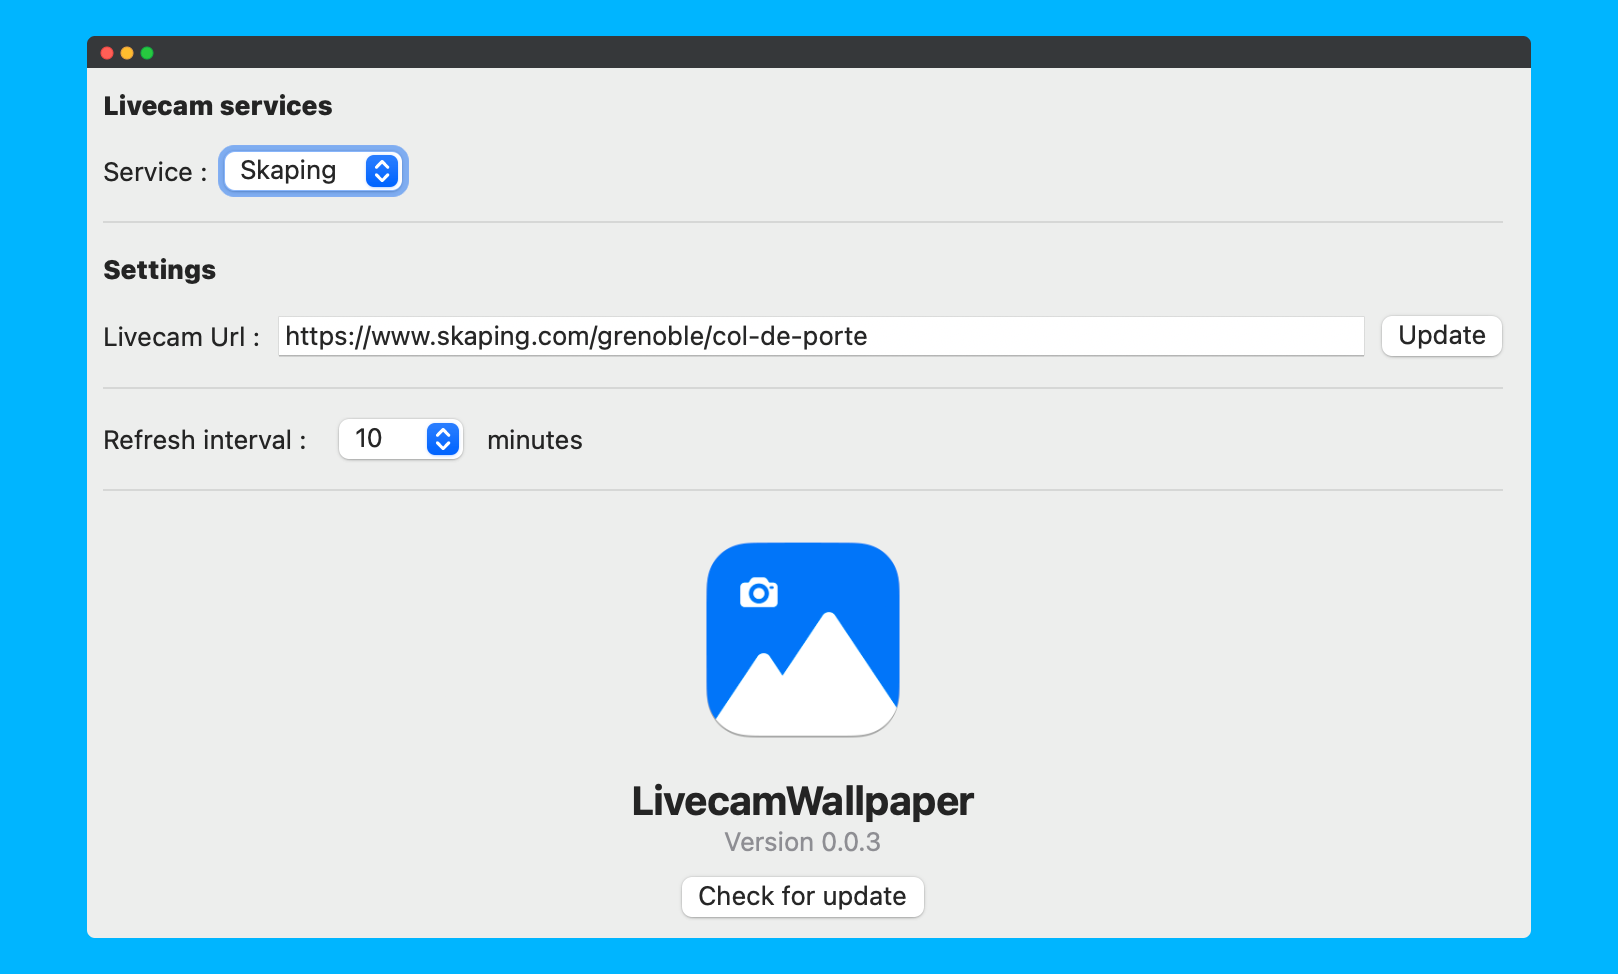 Livecam services
Service : Skaping
Settings
Livecam Url : https://www.skaping.com/grenoble/col-de-porte Update
Refresh interval : 10 minutes
LivecamWallpaper
Version 0.0.3
Check for update